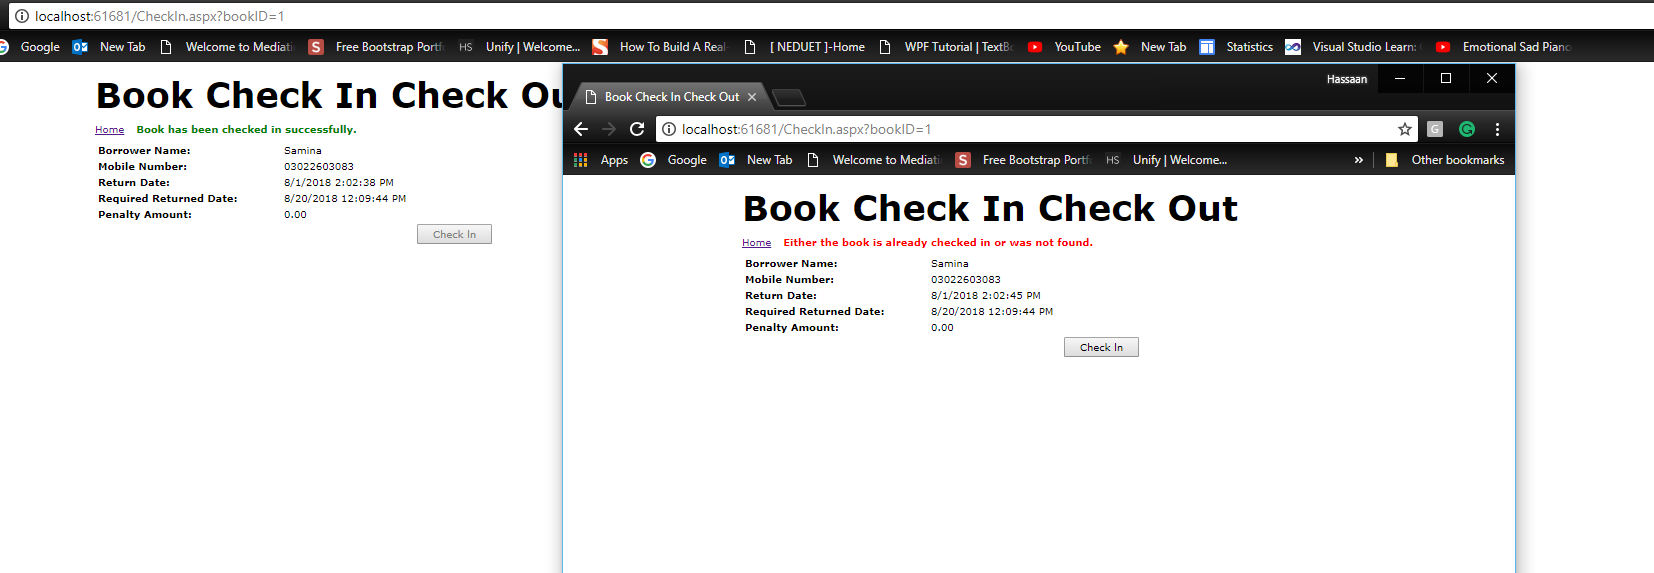 localhost:61681/CheckIn.aspx?bookID=1
Google New Tab Welcome to Mediati S Free Bootstrap Portf HS Unify | Welcome... S How To Build A Real- [ NEDUET ]-Home WPF Tutorial | TextBo YouTube New Tab Statistics Visual Studio Learn: Emotional Sad Piano
Book Check In Check Ou
Home Book has been checked in successfully.
Borrower Name: Samina
Mobile Number: 03022603083
Return Date: 8/1/2018 2:02:38 PM
Required Returned Date: 8/20/2018 12:09:44 PM
Penalty Amount: 0.00
Check In
Hassaan
Book Check In Check Out
localhost:61681/CheckIn.aspx?bookID=1
Apps Google New Tab Welcome to Mediati S Free Bootstrap Portf HS Unify | Welcome... » Other bookmarks
Book Check In Check Out
Home Either the book is already checked in or was not found.
Borrower Name: Samina
Mobile Number: 03022603083
Return Date: 8/1/2018 2:02:45 PM
Required Returned Date: 8/20/2018 12:09:44 PM
Penalty Amount: 0.00
Check In